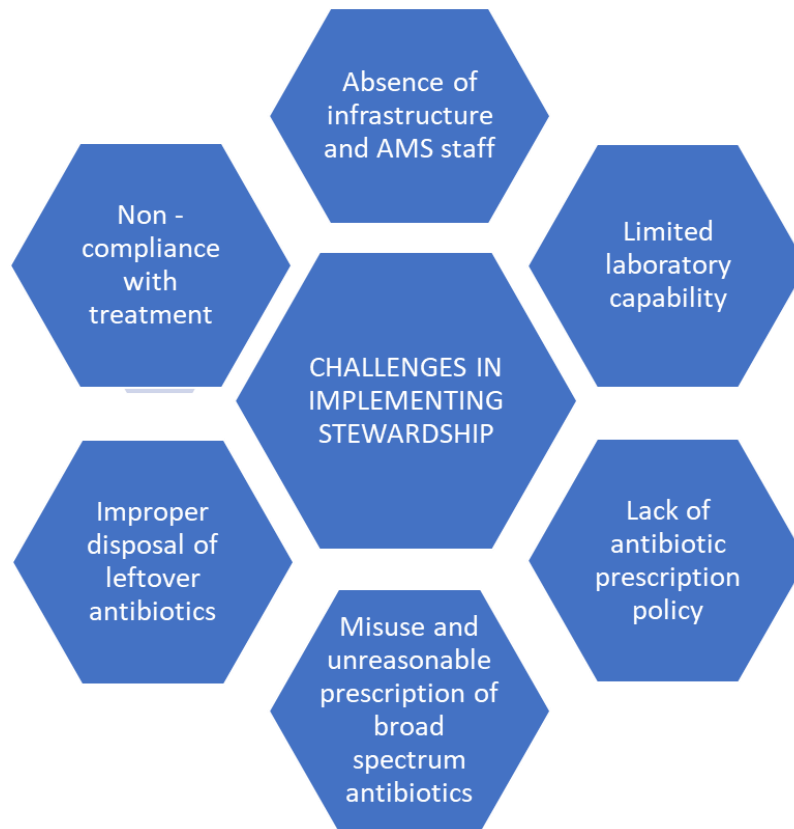 Absence of
infrastructure
and AMS staff
Non -
compliance
with
treatment
Limited
laboratory
capability
CHALLENGES IN
IMPLEMENTING
STEWARDSHIP
Improper
disposal of
leftover
antibiotics
Lack of
antibiotic
prescription
policy
Misuse and
unreasonable
prescription of
broad
spectrum
antibiotics